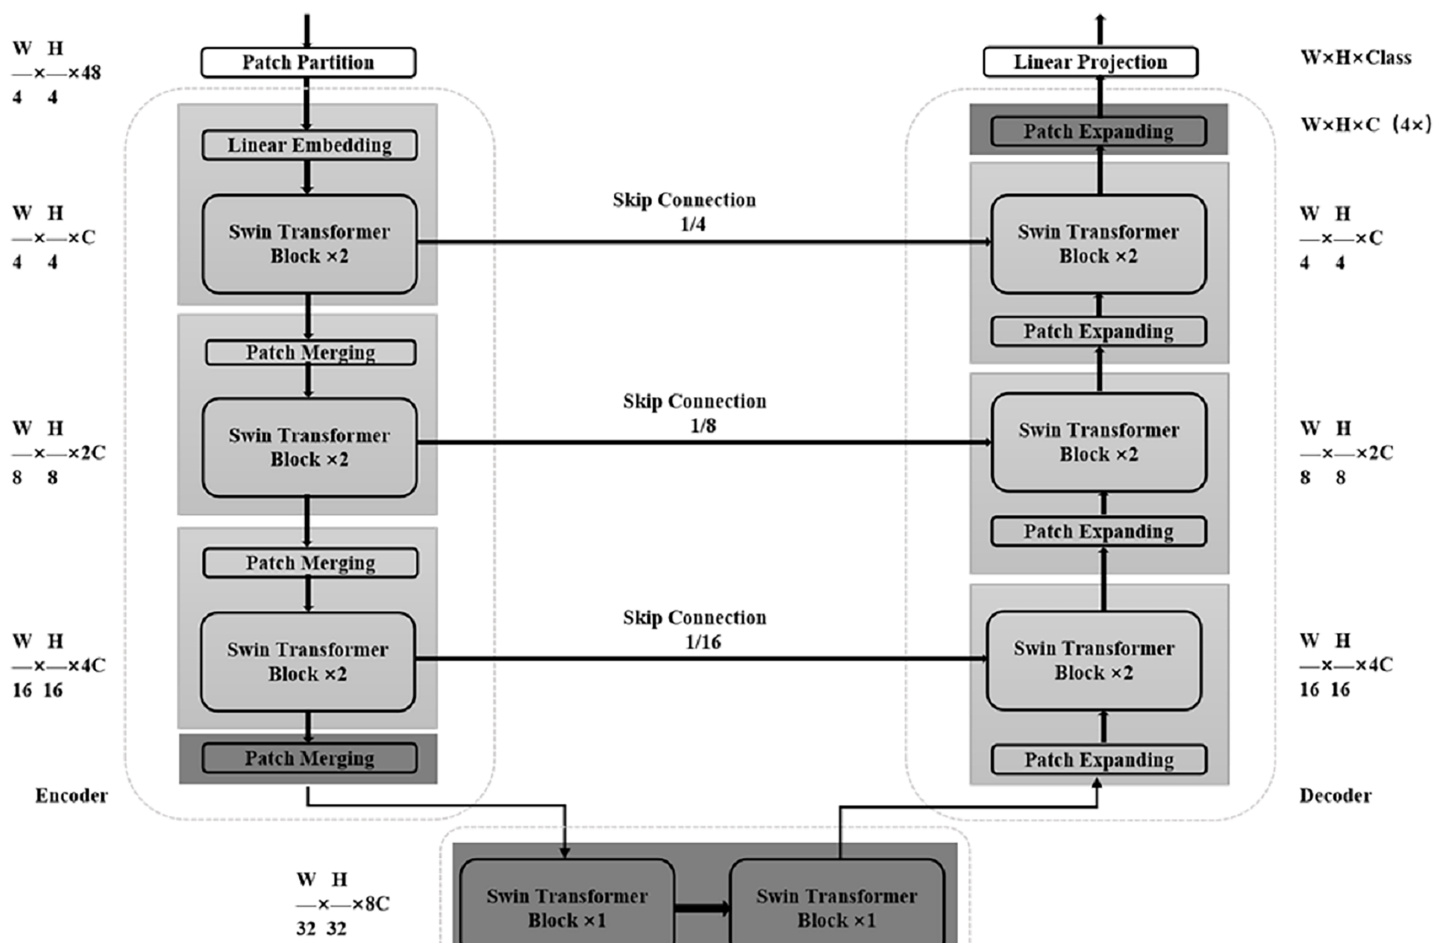 W H
—×—×48
4 4
Patch Partition
Linear Embedding
W H
—×—×C
4 4
Swin Transformer
Block ×2
Patch Merging
W H
—×—×2C
8 8
Swin Transformer
Block ×2
Patch Merging
W H
—×—×4C
16 16
Swin Transformer
Block ×2
Patch Merging
Encoder
Skip Connection
1/4
Skip Connection
1/8
Skip Connection
1/16
W H
—×—×8C
32 32
Swin Transformer
Block ×1
Swin Transformer
Block ×1
Linear Projection
W×H×Class
Patch Expanding
W×H×C (4×)
Swin Transformer
Block ×2
W H
—×—×C
4 4
Patch Expanding
Swin Transformer
Block ×2
W H
—×—×2C
8 8
Patch Expanding
Swin Transformer
Block ×2
W H
—×—×4C
16 16
Patch Expanding
Decoder